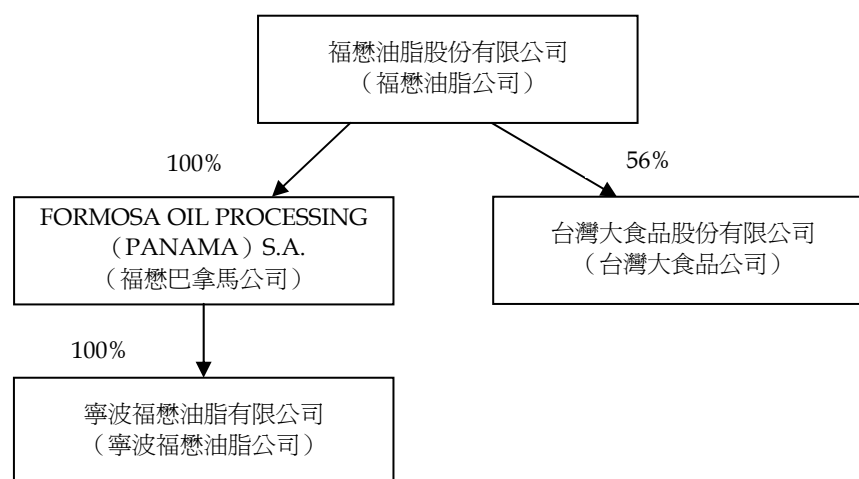 福懋油脂股份有限公司
（福懋油脂公司）
100%
56%
FORMOSA OIL PROCESSING
（PANAMA）S.A.
（福懋巴拿馬公司）
台灣大食品股份有限公司
（台灣大食品公司）
100%
寧波福懋油脂有限公司
（寧波福懋油脂公司）